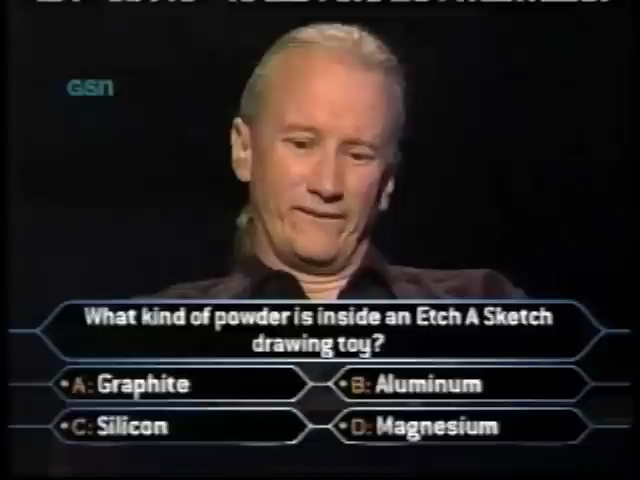 GSN
What kind of powder is inside an Etch A Sketch
drawing toy?
A: Graphite
B: Aluminum
C: Silicon
D: Magnesium